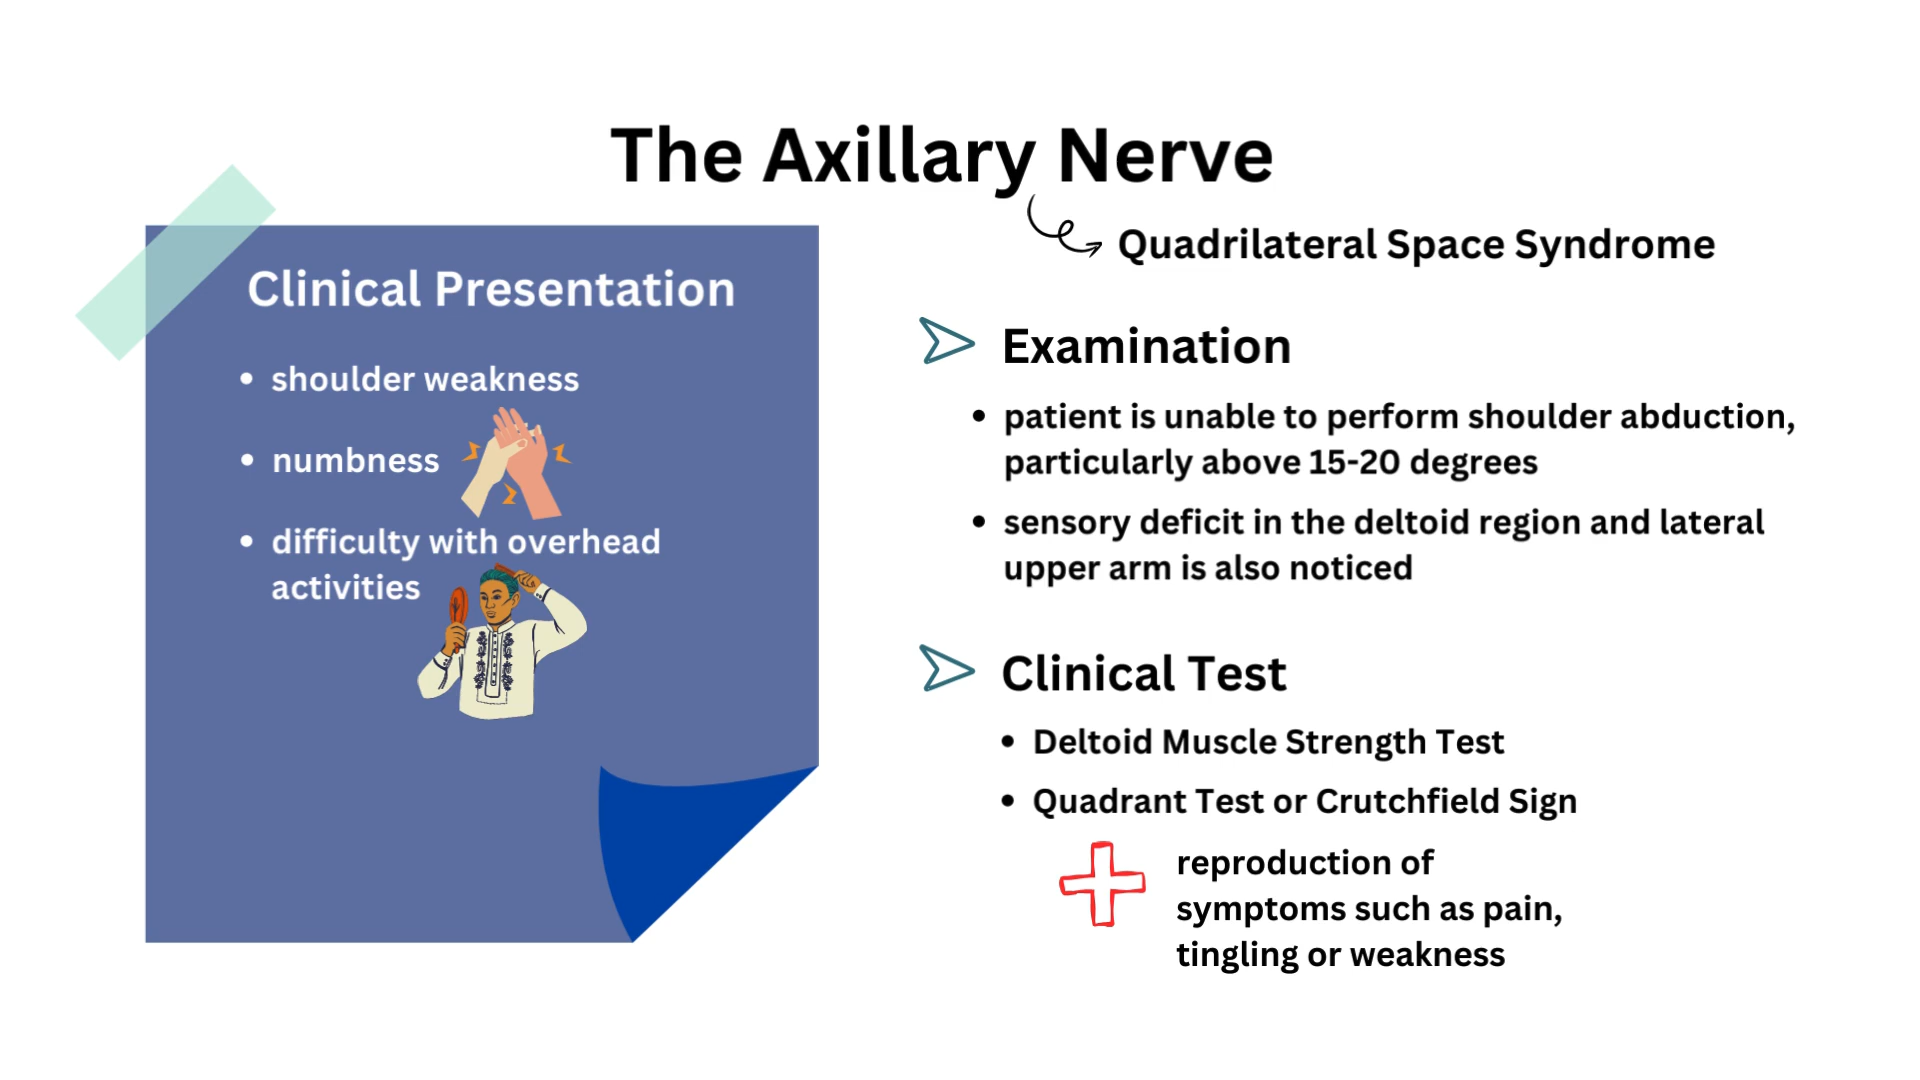 The Axillary Nerve
Quadrilateral Space Syndrome
Clinical Presentation
• shoulder weakness
• numbness
• difficulty with overhead
activities
Examination
• patient is unable to perform shoulder abduction,
particularly above 15-20 degrees
• sensory deficit in the deltoid region and lateral
upper arm is also noticed
Clinical Test
• Deltoid Muscle Strength Test
• Quadrant Test or Crutchfield Sign
reproduction of
symptoms such as pain,
tingling or weakness